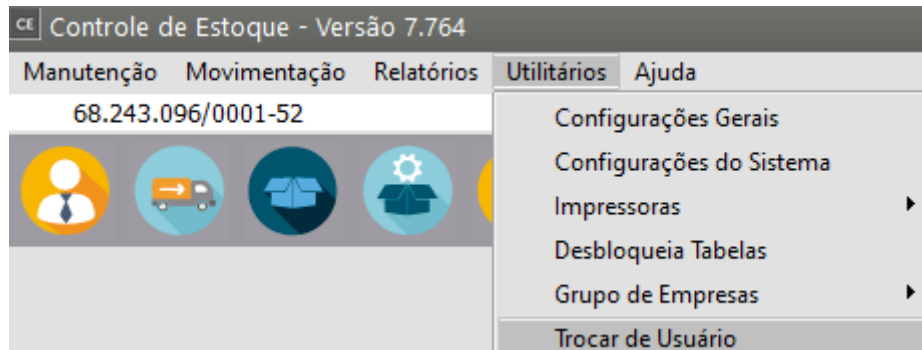 CE Controle de Estoque - Versão 7.764
Manutenção Movimentação Relatórios Utilitários Ajuda
68.243.096/0001-52
Configurações Gerais
Configurações do Sistema
Impressoras
Desbloqueia Tabelas
Grupo de Empresas
Trocar de Usuário